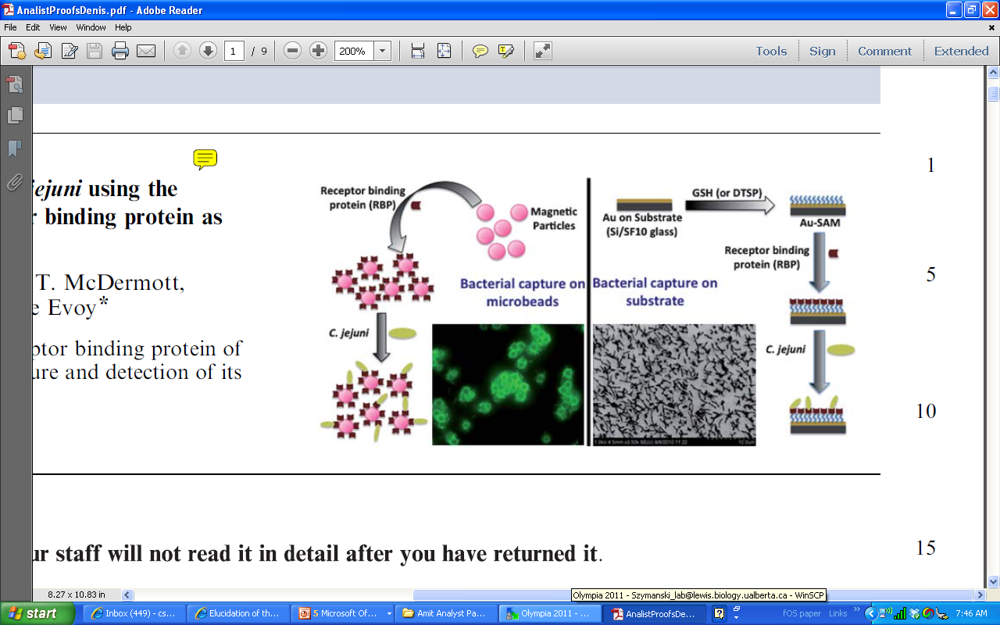 AnalistProofsDenis.pdf - Adobe Reader
File Edit View Window Help
1 / 9 200% Tools Sign Comment Extended
jejuni using the
binding protein as
T. McDermott,
e Evoy*
ptor binding protein of
ure and detection of its
Receptor binding
protein (RBP)
Magnetic
Particles
Bacterial capture on
microbeads
C. jejuni
Au on Substrate
(Si/SF10 glass)
GSH (or DTSP)
Au-SAM
Receptor binding
protein (RBP)
Bacterial capture on
substrate
C. jejuni
1
5
10
15
ur staff will not read it in detail after you have returned it.
8.27 x 10.83 in
Olympia 2011 - Szymanski_lab@lewis.biology.ualberta.ca - WinSCP
start Inbox (449) - cs... Elucidation of th... 5 Microsoft Of... Amit Analyst Pa... Olympia 2011 - ... AnalistProofsDe... fOS paper Links 7:46 AM